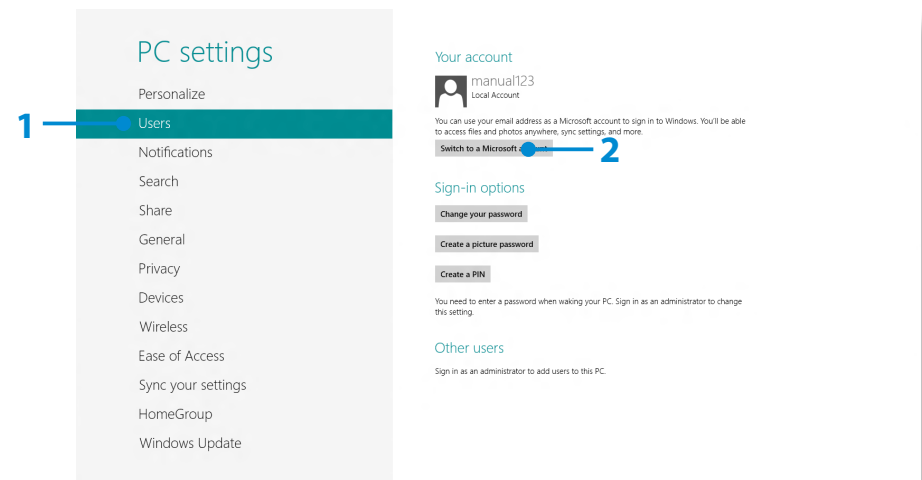 PC settings
Personalize
1
Users
Notifications
Search
Share
General
Privacy
Devices
Wireless
Ease of Access
Sync your settings
HomeGroup
Windows Update
Your account
manual123
Local Account
You can use your email address as a Microsoft account to sign in to Windows. You'll be able
to access files and photos anywhere, sync settings, and more.
Switch to a Microsoft
2
Sign-in options
Change your password
Create a picture password
Create a PIN
You need to enter a password when waking your PC. Sign in as an administrator to change
this setting.
Other users
Sign in as an administrator to add users to this PC.